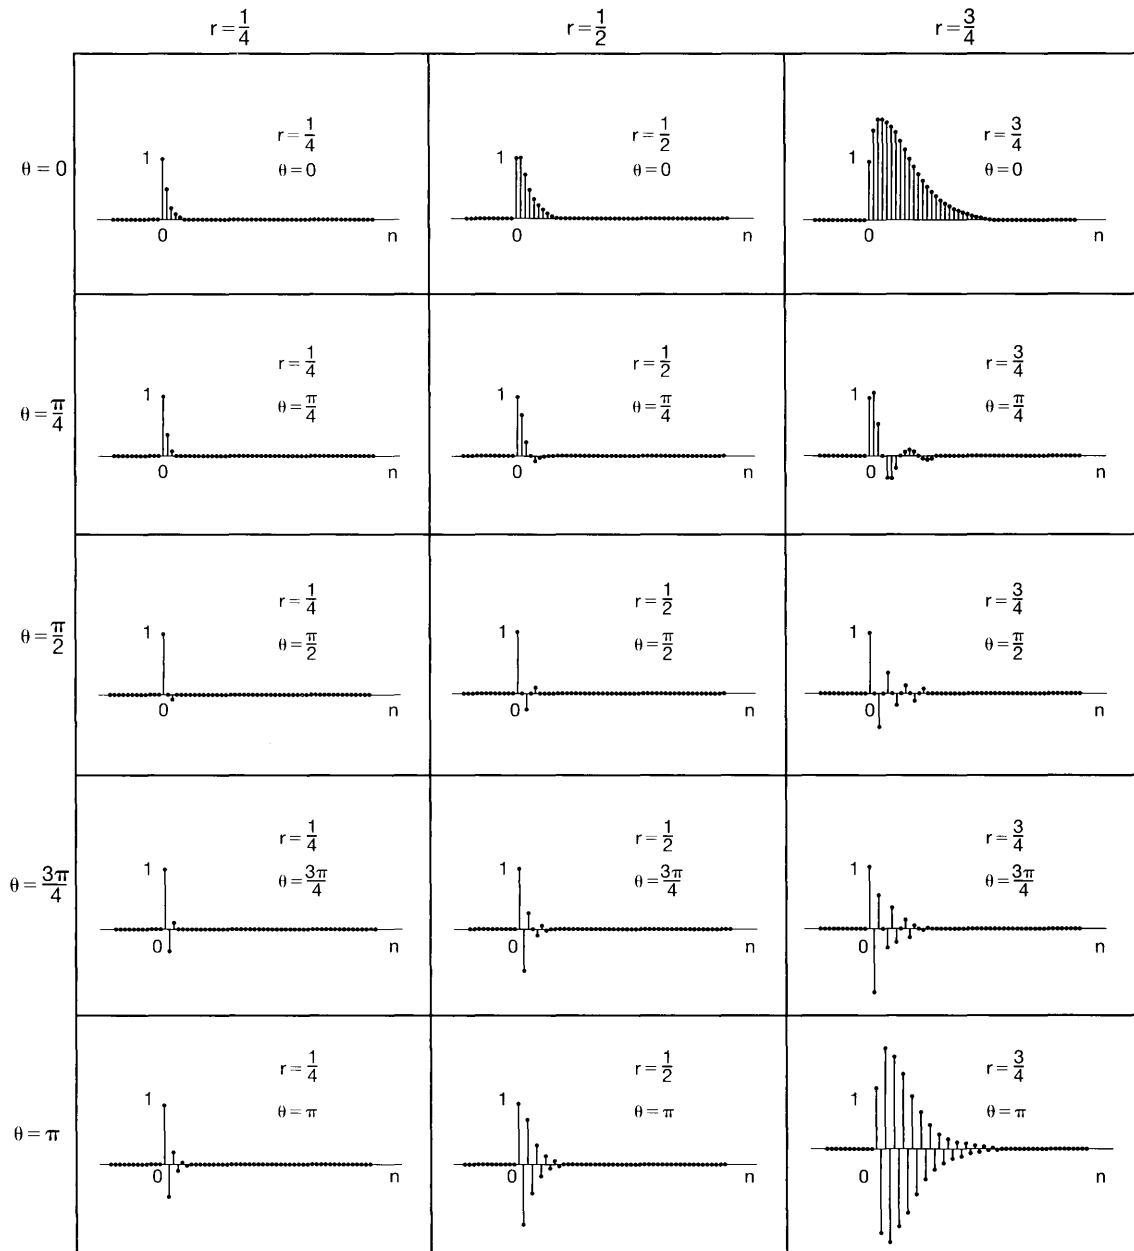 r = 1/4 r = 1/2 r = 3/4
θ = 0
1 r = 1/4 θ = 0 0 n
1 r = 1/2 θ = 0 0 n
1 r = 3/4 θ = 0 0 n
θ = π/4
1 r = 1/4 θ = π/4 0
1 r = 1/2 θ = π/4 0
1 r = 3/4 θ = π/4 0 n
θ = π/2
1 r = 1/4 θ = π/2 0 n
1 r = 1/2 θ = π/2 0 n
1 r = 3/4 θ = π/2 0 n
θ = 3π/4
1 r = 1/4 θ = 3π/4 0 n
1 r = 1/2 θ = 3π/4 0 n
1 r = 3/4 θ = 3π/4 0 n
θ = π
1 r = 1/4 θ = π 0 n
1 r = 1/2 θ = π 0 n
1 r = 3/4 θ = π 0 n